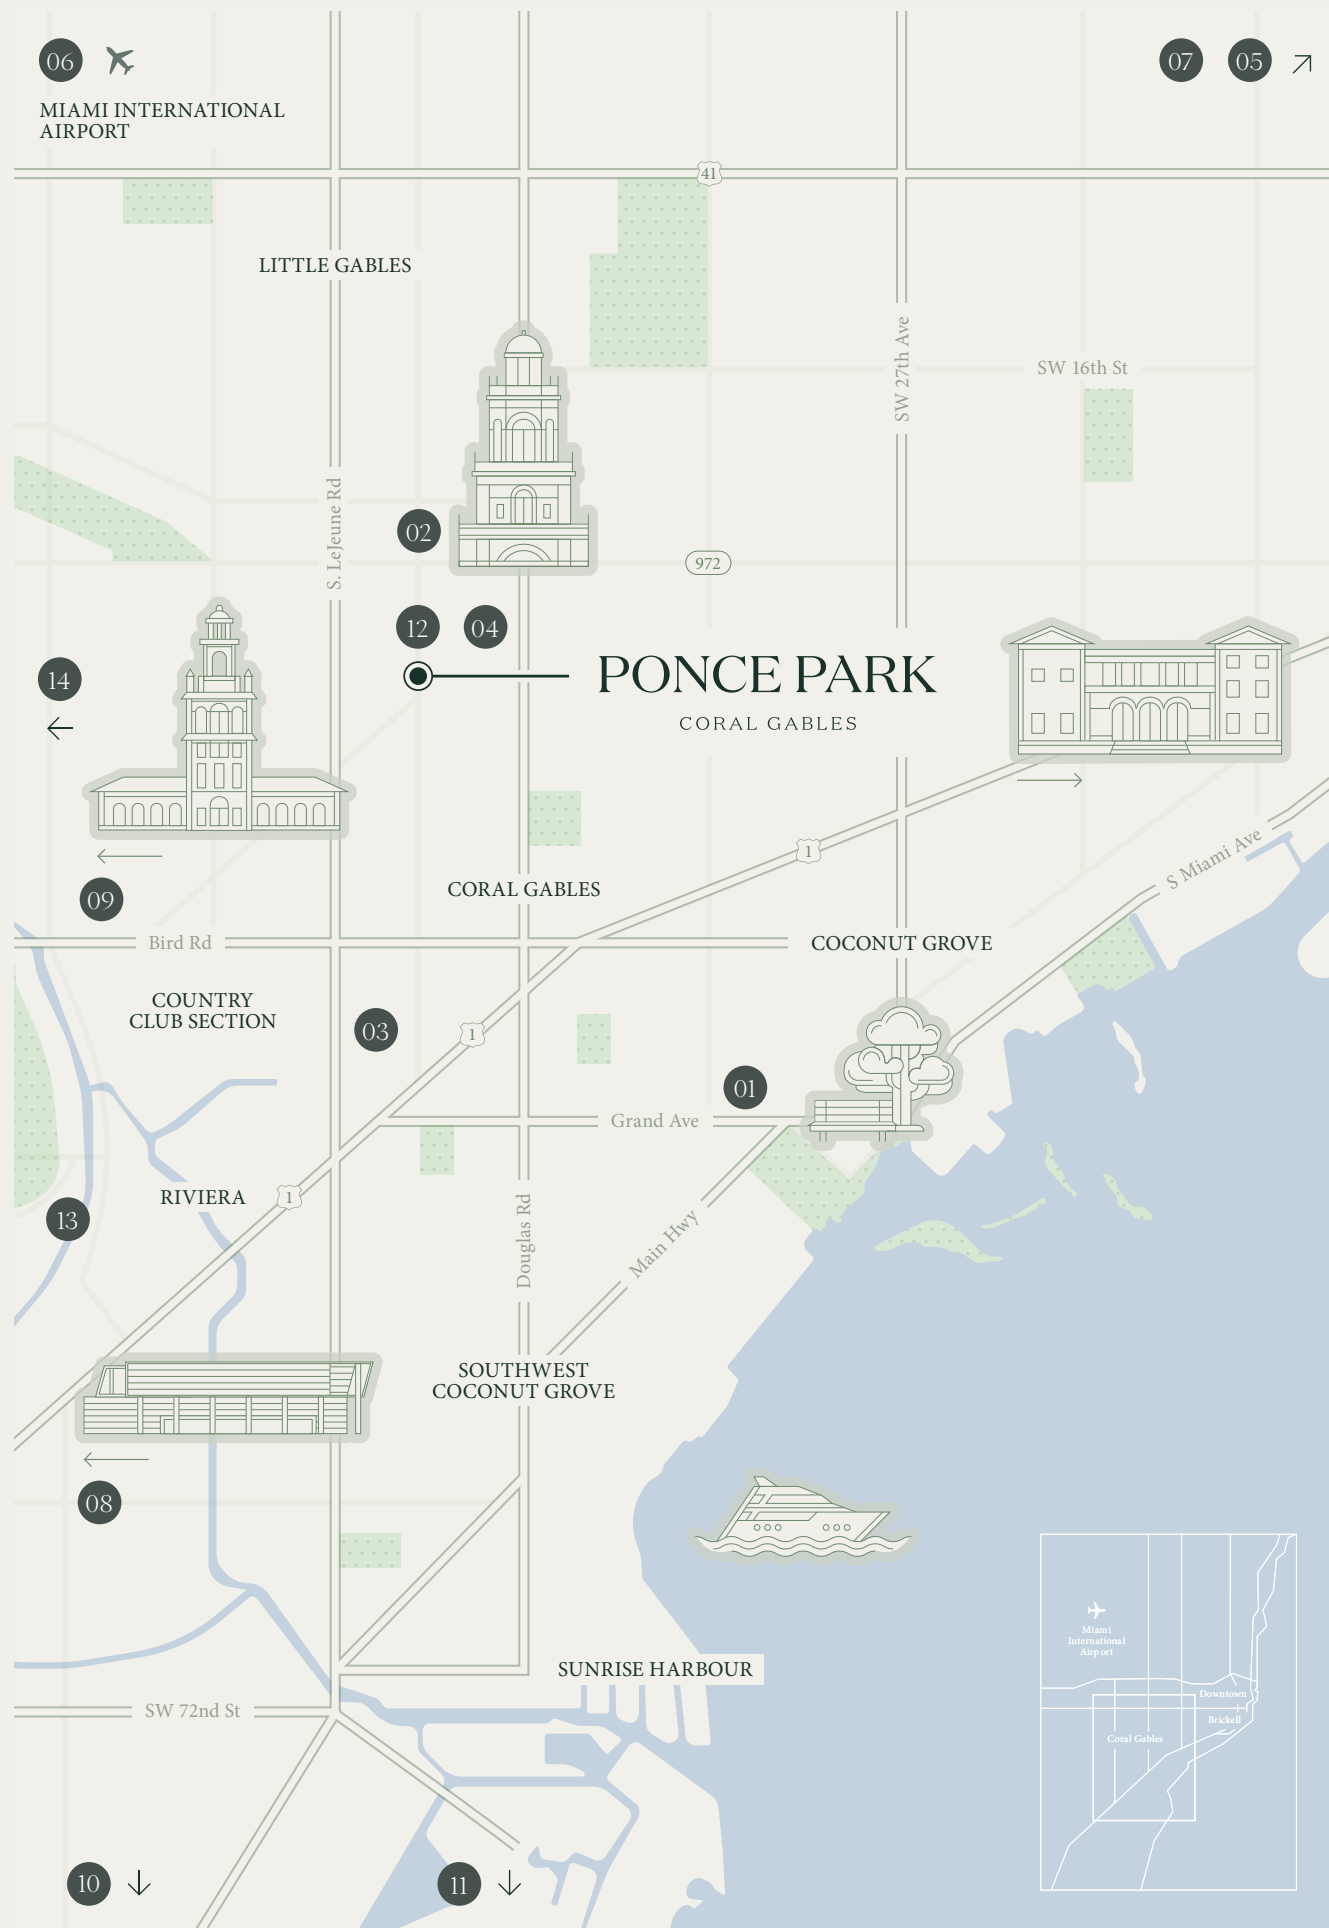 06
07
05
MIAMI INTERNATIONAL
AIRPORT
41
LITTLE GABLES
SW 27th Ave
SW 16th St
S. LeJeune Rd
02
972
12
04
14
PONCE PARK
CORAL GABLES
1
S Miami Ave
CORAL GABLES
09
Bird Rd
COCONUT GROVE
COUNTRY
CLUB SECTION
03
1
01
Grand Ave
RIVIERA
1
13
Douglas Rd
Main Hwy
SOUTHWEST
COCONUT GROVE
08
Miami
International
Airport
SUNRISE HARBOUR
Downtown
SW 72nd St
Brickell
Coral Gables
10
11